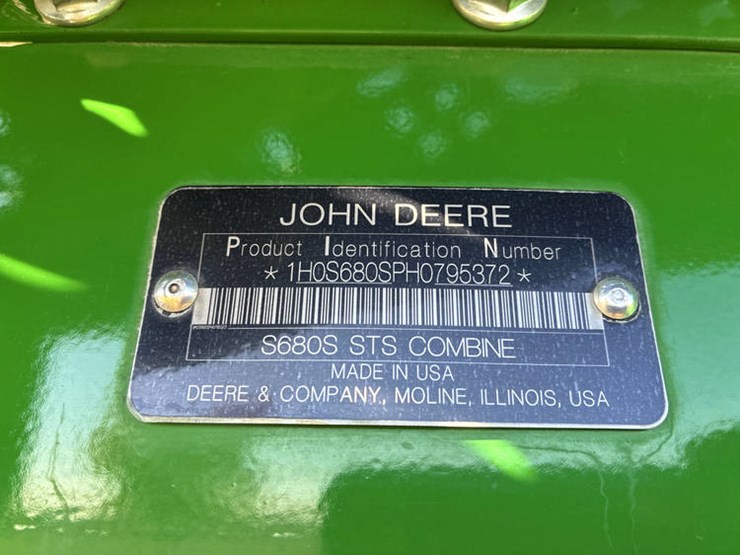 JOHN DEERE
Product Identification Number
* 1H0S680SPH0795372 *
S680S STS COMBINE
MADE IN USA
DEERE & COMPANY, MOLINE, ILLINOIS, USA